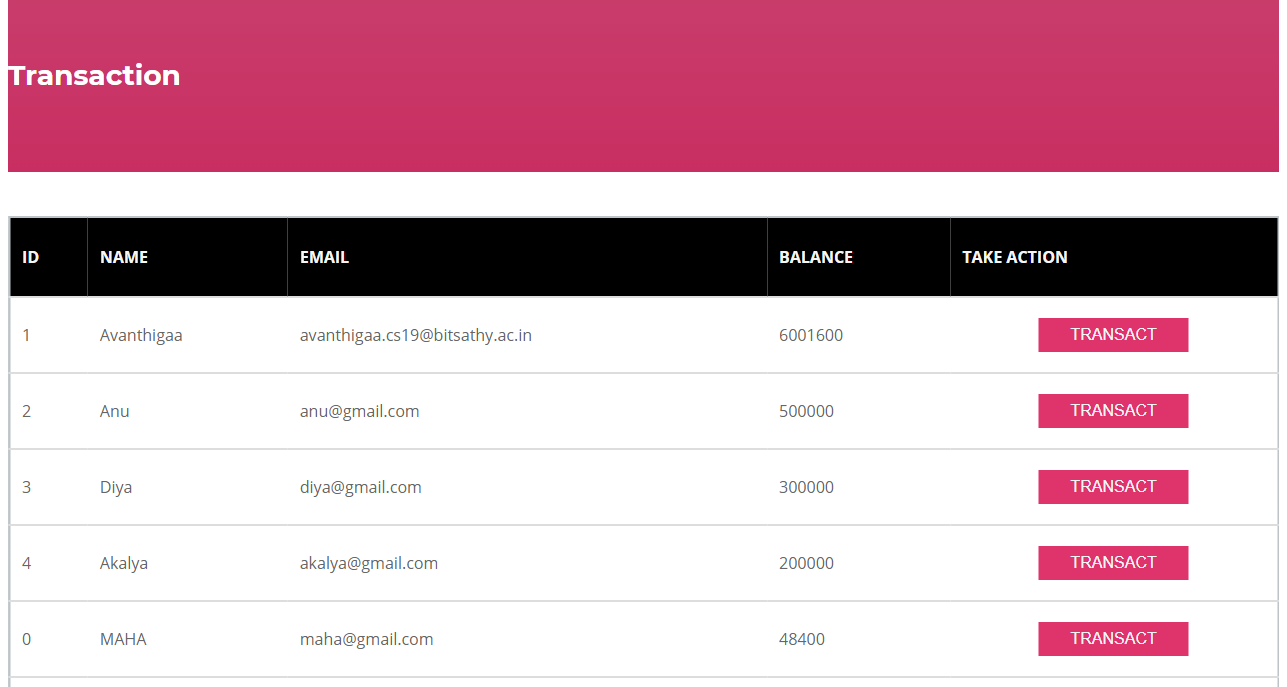 Transaction
ID NAME EMAIL BALANCE TAKE ACTION
1 Avanthigaa avanthigaa.cs19@bitsathy.ac.in 6001600 TRANSACT
2 Anu anu@gmail.com 500000 TRANSACT
3 Diya diya@gmail.com 300000 TRANSACT
4 Akalya akalya@gmail.com 200000 TRANSACT
0 MAHA maha@gmail.com 48400 TRANSACT